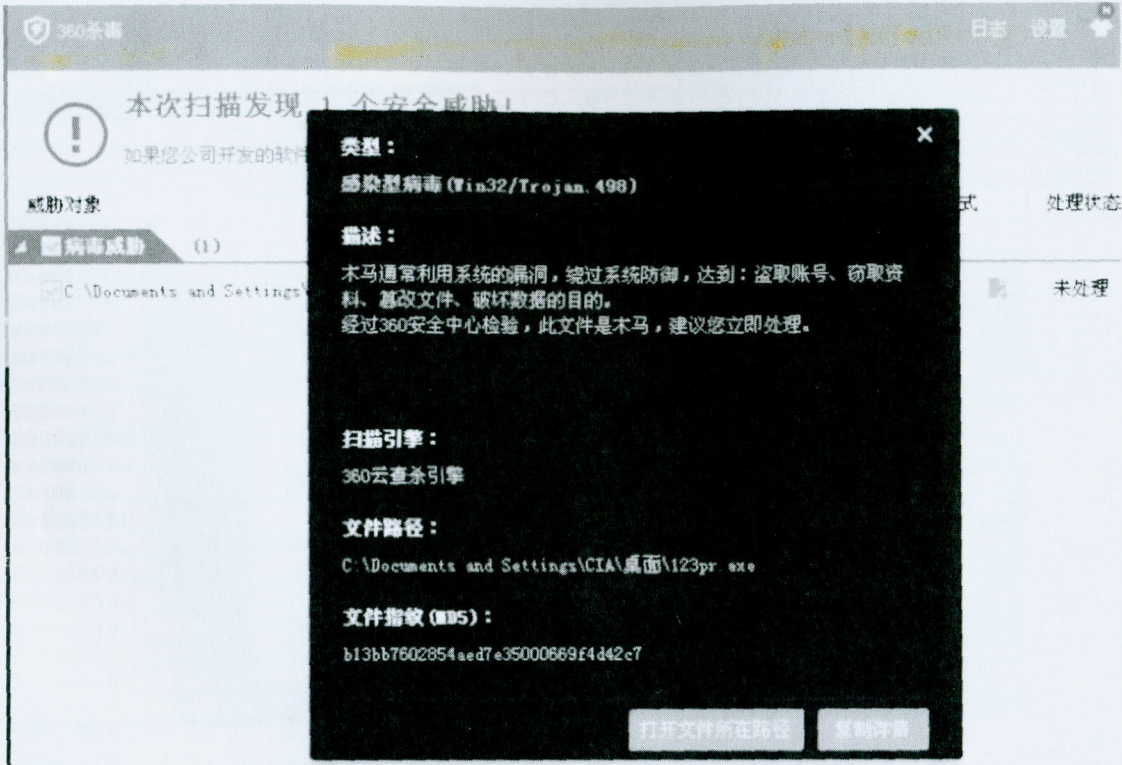 360杀毒
日志 设置
本次扫描发现 1 个安全威胁!
如果您公司开发的软件
威胁对象
式 处理状态
病毒威胁 (1)
C:\Documents and Settings\
未处理
类型:
感染型病毒(Win32/Trojan.498)
描述:
木马通常利用系统的漏洞,绕过系统防御,达到:盗取账号、窃取资
料、篡改文件、破坏数据的目的。
经过360安全中心检验,此文件是木马,建议您立即处理。
扫描引擎:
360云查杀引擎
文件路径:
C:\Documents and Settings\CIA\桌面\123pr.exe
文件指纹(MD5):
b13bb7602854aed7e35000669f4d42c7
打开文件所在路径 复制详情